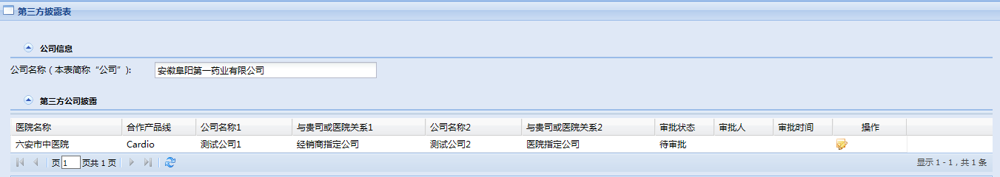 第三方披露表
公司信息
公司名称（本表简称“公司”）:
安徽阜阳第一药业有限公司
第三方公司披露
医院名称 合作产品线 公司名称1 与贵司或医院关系1 公司名称2 与贵司或医院关系2 审批状态 审批人 审批时间 操作
六安市中医院 Cardio 测试公司1 经销商指定公司 测试公司2 医院指定公司 待审批
页 1 页共 1 页 显示 1 - 1，共 1 条